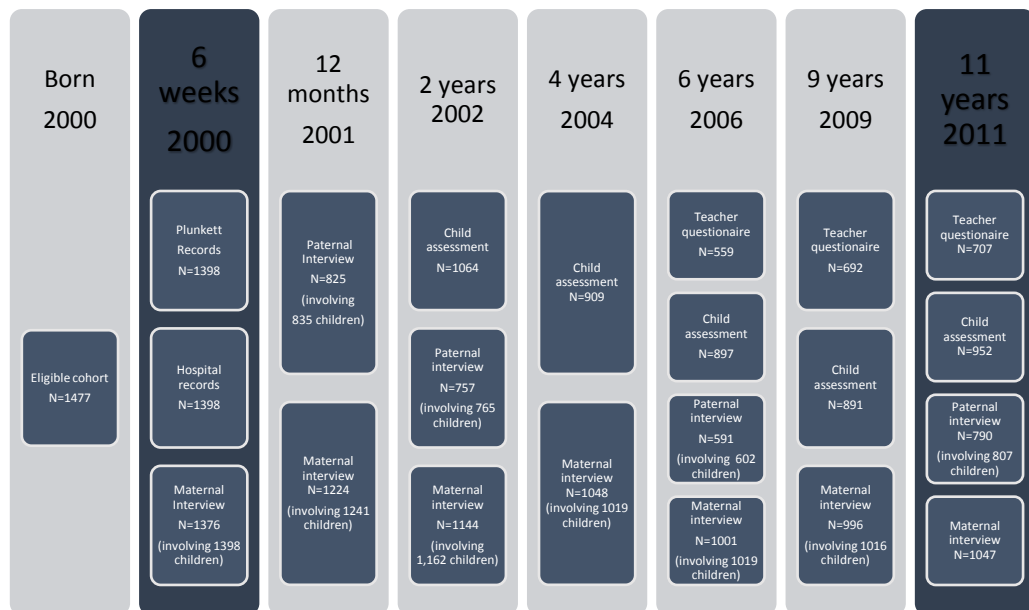 Born
2000
Eligible cohort
N=1477
6
weeks
2000
Plunkett
Records
N=1398
Hospital
records
N=1398
Maternal
Interview
N=1376
(involving 1398
children)
12
months
2001
Paternal
Interview
N=825
(involving
835 children)
Maternal
interview
N=1224
(involving 1241
children)
2 years
2002
Child
assessment
N=1064
Paternal
interview
N=757
(involving 765
children)
Maternal
interview
N=1144
(involving
1,162 children)
4 years
2004
Child
assessment
N=909
Maternal
interview
N=1048
(involving 1019
children)
6 years
2006
Teacher
questionaire
N=559
Child
assessment
N=897
Paternal
interview
N=591
(involving 602
children)
Maternal
interview
N=1001
(involving 1019
children)
9 years
2009
Teacher
questionaire
N=692
Child
assessment
N=891
Maternal
interview
N=996
(involving 1016
children)
11
years
2011
Teacher
questionaire
N=707
Child
assessment
N=952
Paternal
interview
N=790
(involving 807
children)
Maternal
interview
N=1047